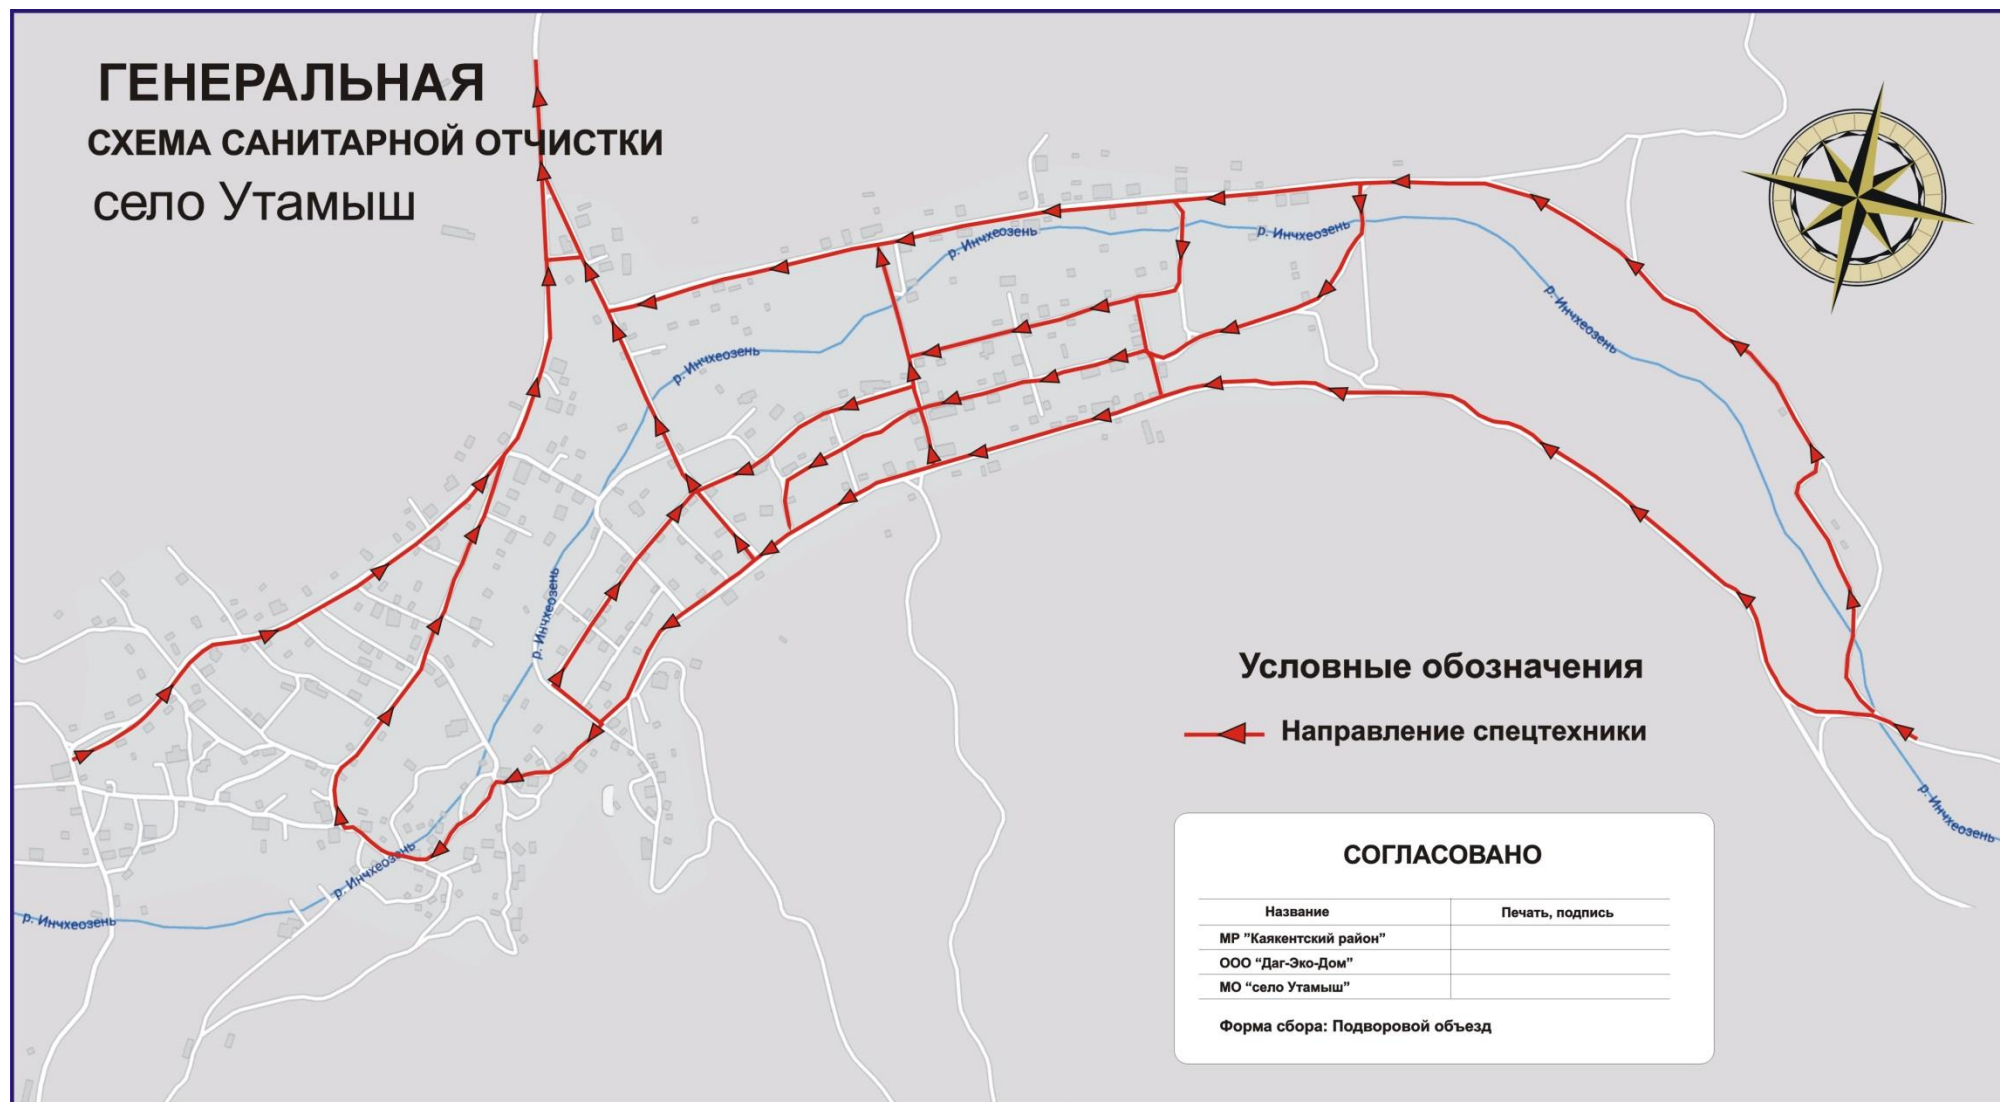 ГЕНЕРАЛЬНАЯ
СХЕМА САНИТАРНОЙ ОТЧИСТКИ
село Утамыш
р. Инчхеозень
р. Инчхеозень
р. Инчхеозень
р. Инчхеозень
р. Инчхеозень
р. Инчхеозень
р. Инчхеозень
р. Инчхеозень
Условные обозначения
Направление спецтехники
СОГЛАСОВАНО
Название Печать, подпись
МР "Каякентский район"
ООО "Даг-Эко-Дом"
МО "село Утамыш"
Форма сбора: Подворовой объезд